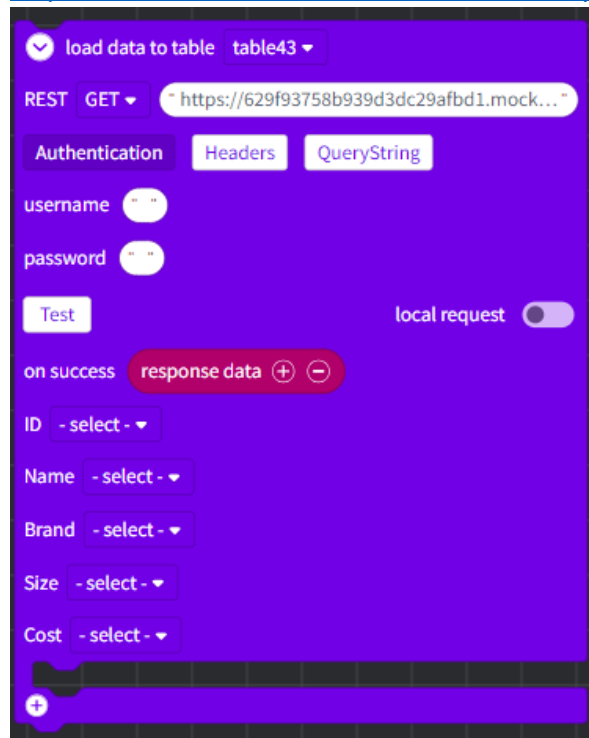 load data to table table43
REST GET " https://629f93758b939d3dc29afbd1.mock... "
Authentication Headers QueryString
username " "
password " "
Test local request
on success response data
ID - select -
Name - select -
Brand - select -
Size - select -
Cost - select -